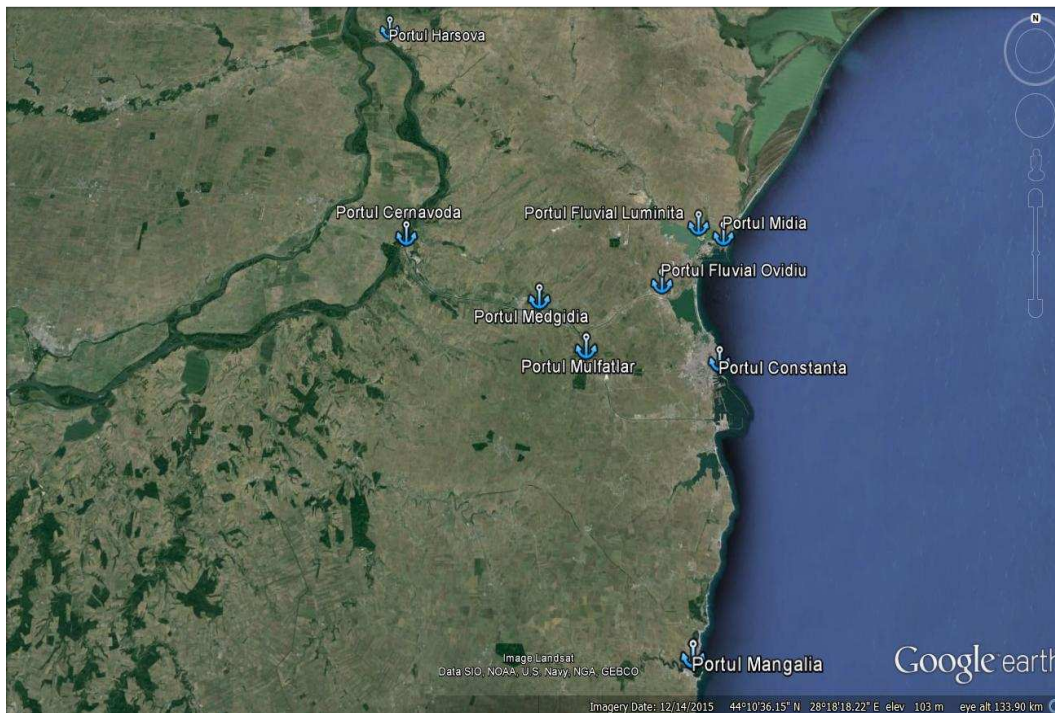 N
Portul Harsova
Portul Cernavoda
Portul Fluvial Luminita
Portul Midia
Portul Fluvial Ovidiu
Portul Medgidia
Portul Mulfatlar
Portul Constanta
Portul Mangalia
Image Landsat
Data SIO, NOAA, U.S. Navy, NGA, GEBCO
Google earth
Imagery Date: 12/14/2015 44°10'36.15" N 28°18'18.22" E elev 103 m eye alt 133.90 km